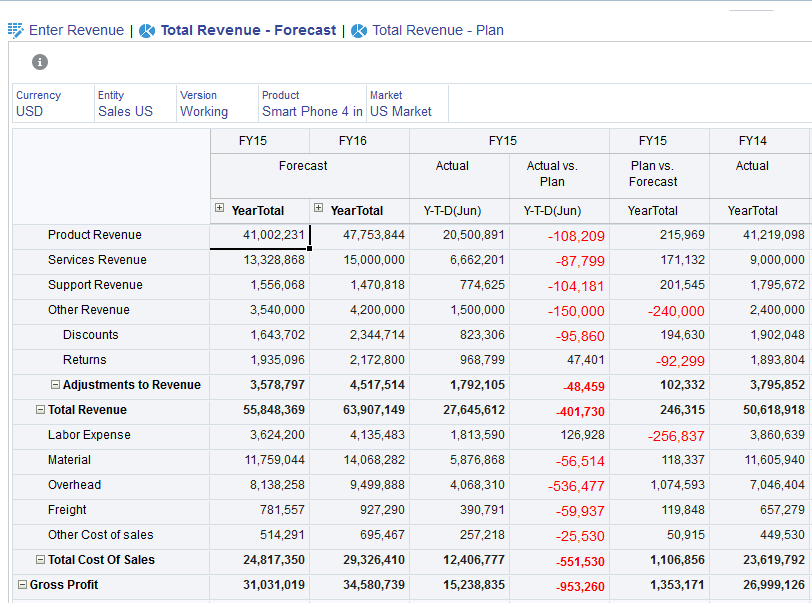 Enter Revenue | Total Revenue - Forecast | Total Revenue - Plan
Currency Entity Version Product Market
USD Sales US Working Smart Phone 4 in US Market
FY15 FY16 FY15 FY15 FY14
Forecast Actual Actual vs. Plan vs. Actual
Plan Forecast
YearTotal YearTotal Y-T-D(Jun) Y-T-D(Jun) YearTotal YearTotal
Product Revenue 41,002,231 47,753,844 20,500,891 -108,209 215,969 41,219,098
Services Revenue 13,328,868 15,000,000 6,662,201 -87,799 171,132 9,000,000
Support Revenue 1,556,068 1,470,818 774,625 -104,181 201,545 1,795,672
Other Revenue 3,540,000 4,200,000 1,500,000 -150,000 -240,000 2,400,000
Discounts 1,643,702 2,344,714 823,306 -95,860 194,630 1,902,048
Returns 1,935,096 2,172,800 968,799 47,401 -92,299 1,893,804
Adjustments to Revenue 3,578,797 4,517,514 1,792,105 -48,459 102,332 3,795,852
Total Revenue 55,848,369 63,907,149 27,645,612 -401,730 246,315 50,618,918
Labor Expense 3,624,200 4,135,483 1,813,590 126,928 -256,837 3,860,639
Material 11,759,044 14,068,282 5,876,868 -56,514 118,337 11,605,940
Overhead 8,138,258 9,499,888 4,068,310 -536,477 1,074,593 7,046,404
Freight 781,557 927,290 390,791 -59,937 119,848 657,279
Other Cost of sales 514,291 695,467 257,218 -25,530 50,915 449,530
Total Cost Of Sales 24,817,350 29,326,410 12,406,777 -551,530 1,106,856 23,619,792
Gross Profit 31,031,019 34,580,739 15,238,835 -953,260 1,353,171 26,999,126